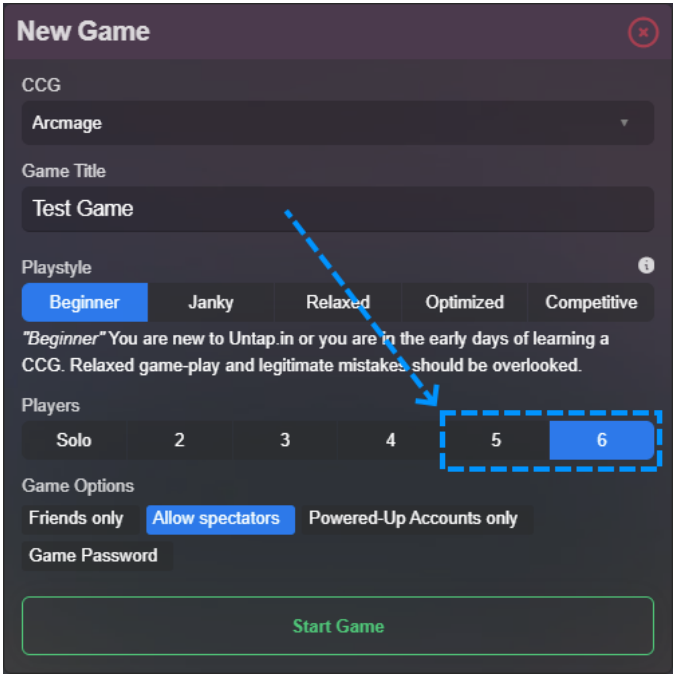 New Game
CCG
Arcmage
Game Title
Test Game
Playstyle
Beginner Janky Relaxed Optimized Competitive
"Beginner" You are new to Untap.in or you are in the early days of learning a
CCG. Relaxed game-play and legitimate mistakes should be overlooked.
Players
Solo 2 3 4 5 6
Game Options
Friends only Allow spectators Powered-Up Accounts only
Game Password
Start Game